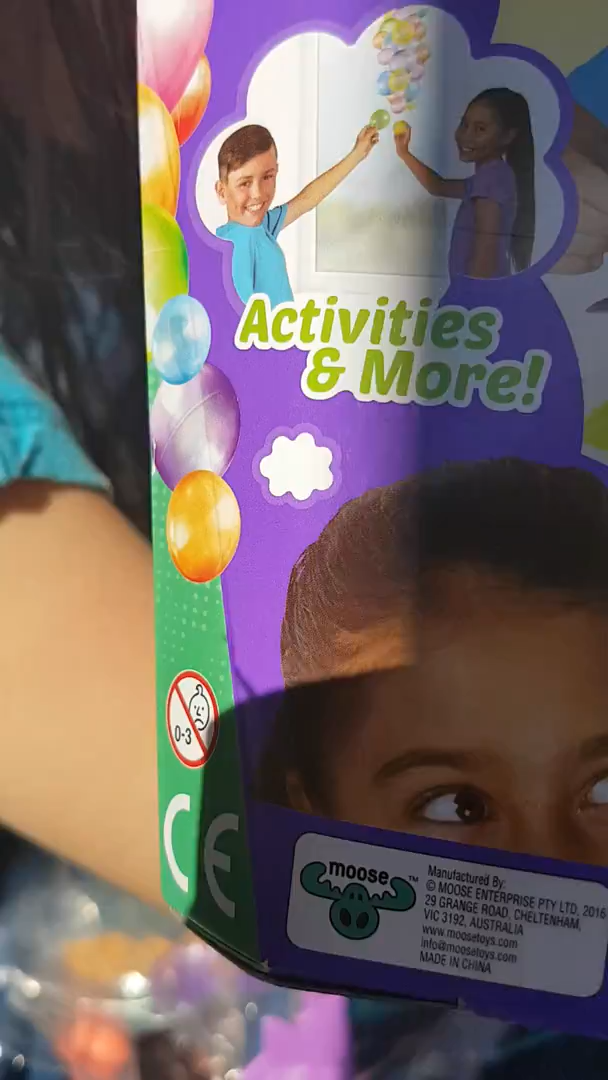 Activities
& More!
0-3
CE
moose™
Manufactured By:
© MOOSE ENTERPRISE PTY LTD, 2016
29 GRANGE ROAD, CHELTENHAM,
VIC 3192, AUSTRALIA
www.moosetoys.com
info@moosetoys.com
MADE IN CHINA